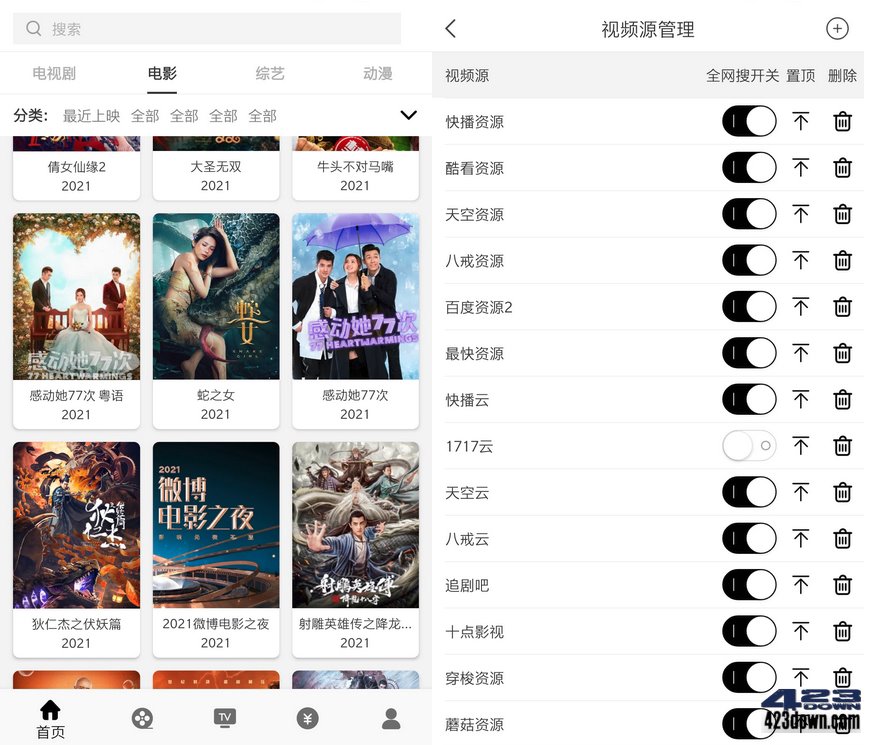 搜索
电视剧 电影 综艺 动漫
分类： 最近上映 全部 全部 全部 全部
倩女仙缘2
2021
大圣无双
2021
牛头不对马嘴
2021
感动她77次
77 HEARTWARMINGS
感动她77次 粤语
2021
蛇女
SNAKE GIRL
蛇之女
2021
感动她77次
77 HEARTWARMINGS
感动她77次
2021
狄仁杰
狄仁杰之伏妖篇
2021
2021
微博
电影之夜
2021微博电影之夜
2021
射雕英雄传
降龙十八掌
射雕英雄传之降龙...
2021
首页
TV
¥
视频源管理
视频源 全网搜开关 置顶 删除
快播资源
酷看资源
天空资源
八戒资源
百度资源2
最快资源
快播云
1717云
天空云
八戒云
追剧吧
十点影视
穿梭资源
蘑菇资源
423
DOWN
423down.com